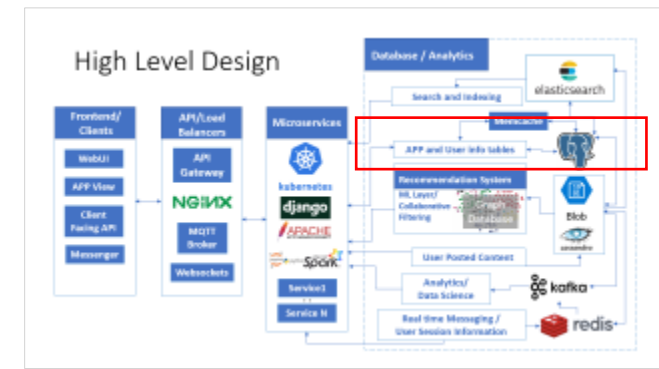 High Level Design
Database / Analytics
elasticsearch
Search and Indexing
Frontend/
Clients
API/Load
Balancers
Microservices
Memcache
APP and User info tables
WebUI
API
Gateway
kubernetes
Recommendation System
ML Layer/
Collaborative
Filtering
Graph
Database
APP View
NGINX
django
Blob
Client
Facing API
MQTT
Broker
APACHE
cassandra
Messenger
Websockets
Spark
User Posted Content
Service1
Analytics/
Data Science
kafka
Service N
Real time Messaging /
User Session Information
redis